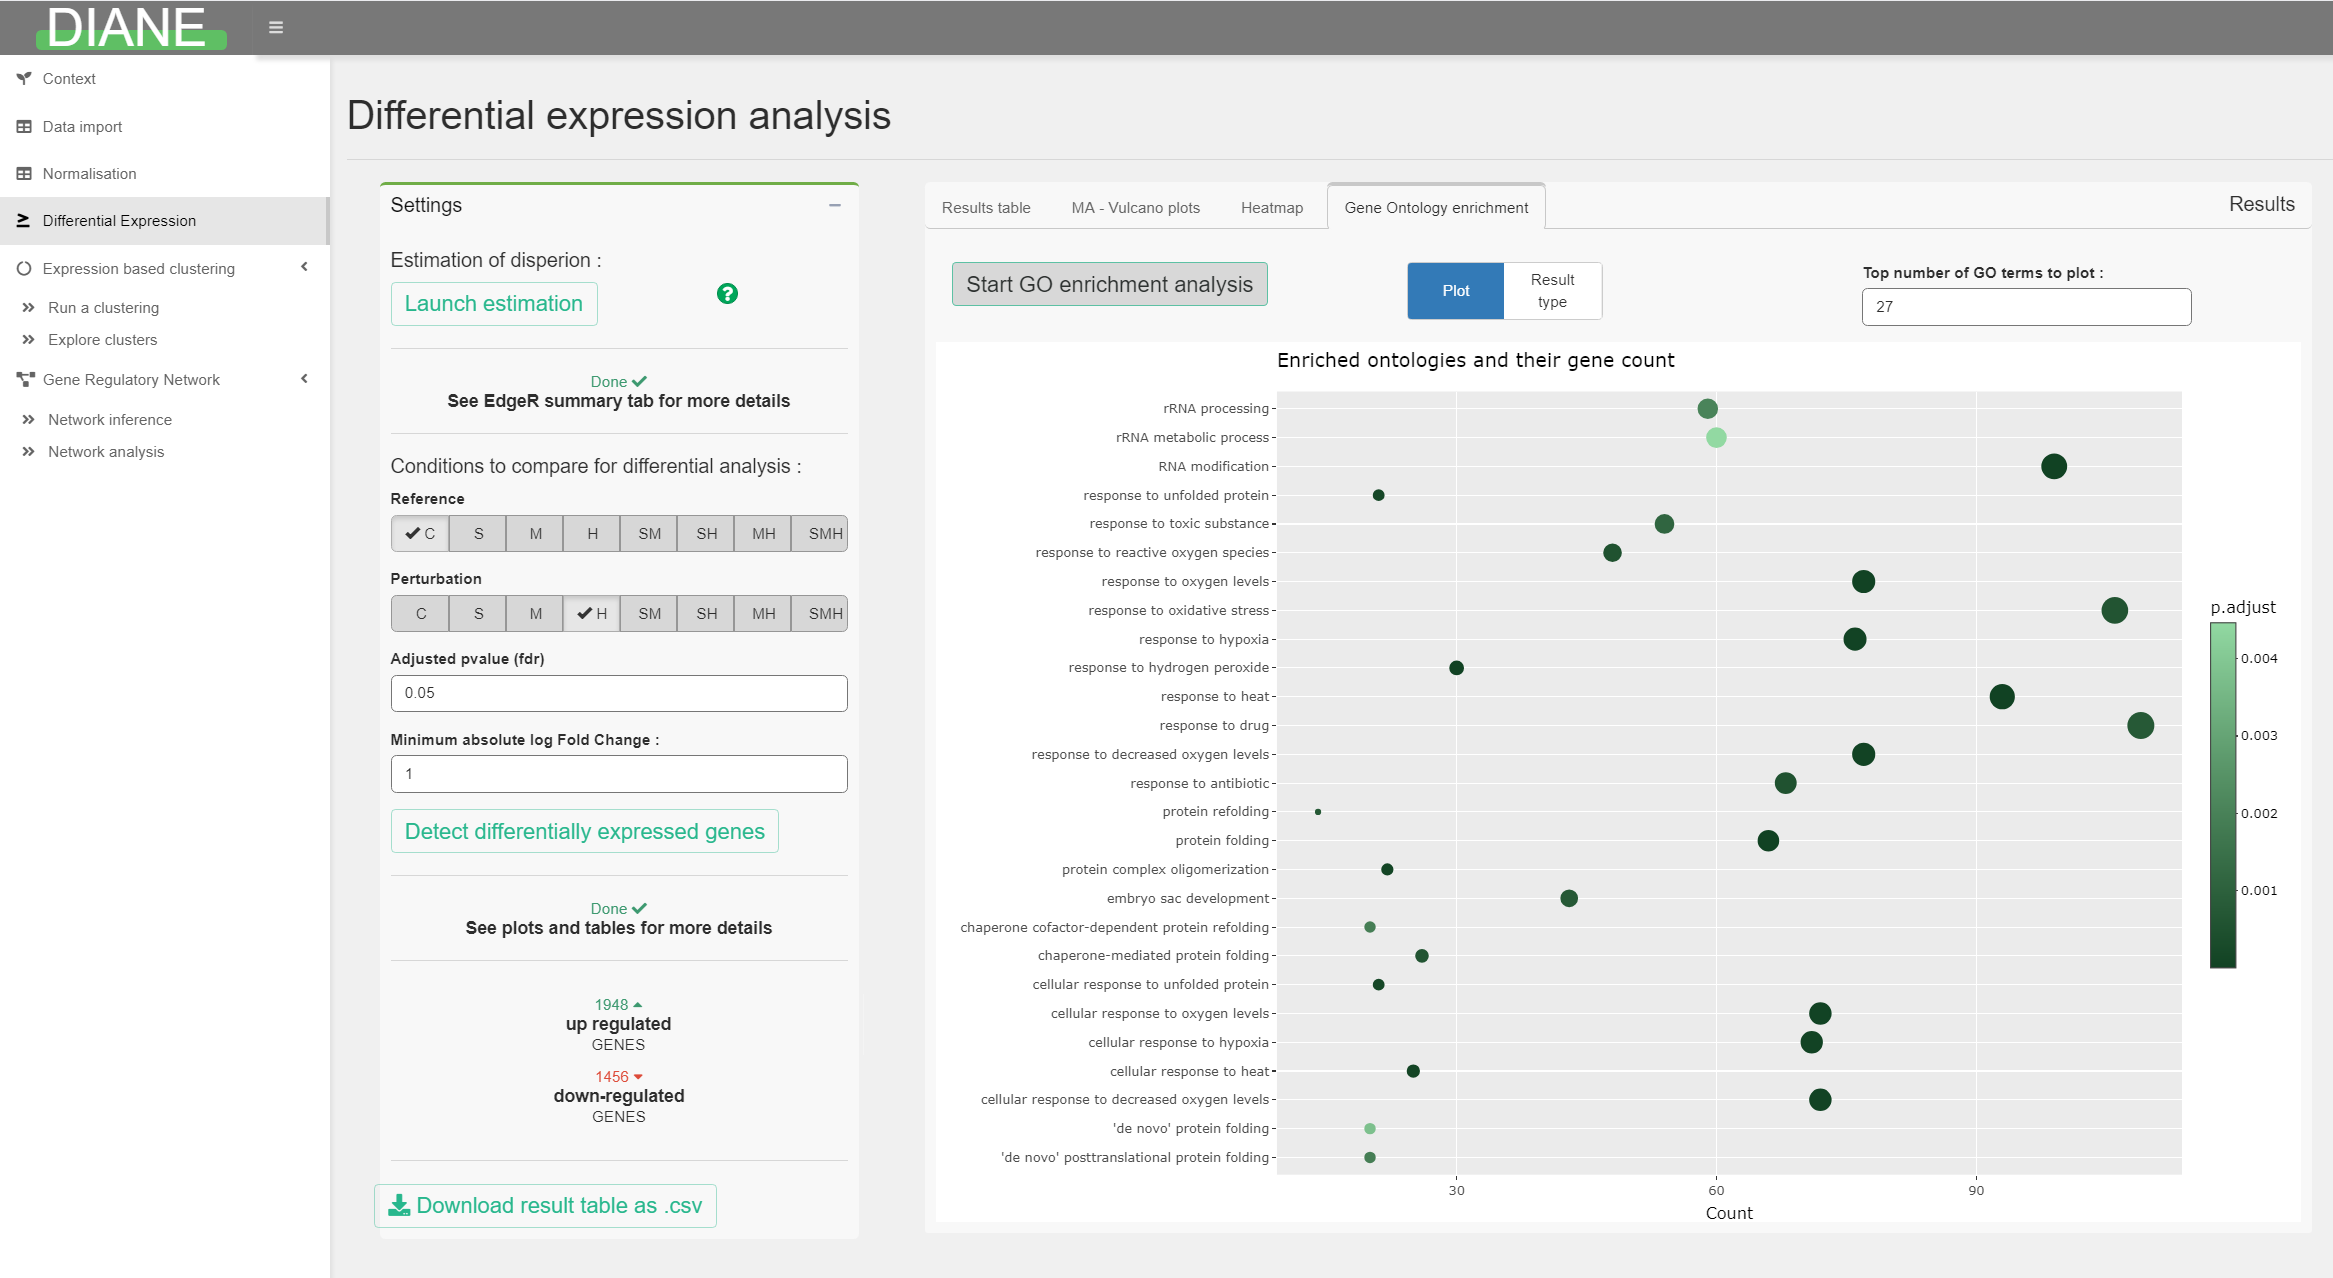 DIANE
Context
Data import
Normalisation
Differential Expression
Expression based clustering
Run a clustering
Explore clusters
Gene Regulatory Network
Network inference
Network analysis
Differential expression analysis
Settings
Estimation of disperion :
Launch estimation
?
Done
See EdgeR summary tab for more details
Conditions to compare for differential analysis :
Reference
C S M H SM SH MH SMH
Perturbation
C S M H SM SH MH SMH
Adjusted pvalue (fdr)
0.05
Minimum absolute log Fold Change :
1
Detect differentially expressed genes
Done
See plots and tables for more details
1948
up regulated
GENES
1456
down-regulated
GENES
Download result table as .csv
Results table MA - Vulcano plots Heatmap Gene Ontology enrichment Results
Start GO enrichment analysis
Plot
Result
type
Top number of GO terms to plot :
27
Enriched ontologies and their gene count
rRNA processing
rRNA metabolic process
RNA modification
response to unfolded protein
response to toxic substance
response to reactive oxygen species
response to oxygen levels
response to oxidative stress
response to hypoxia
response to hydrogen peroxide
response to heat
response to drug
response to decreased oxygen levels
response to antibiotic
protein refolding
protein folding
protein complex oligomerization
embryo sac development
chaperone cofactor-dependent protein refolding
chaperone-mediated protein folding
cellular response to unfolded protein
cellular response to oxygen levels
cellular response to hypoxia
cellular response to heat
cellular response to decreased oxygen levels
'de novo' protein folding
'de novo' posttranslational protein folding
30 60 90
Count
p.adjust
0.004
0.003
0.002
0.001